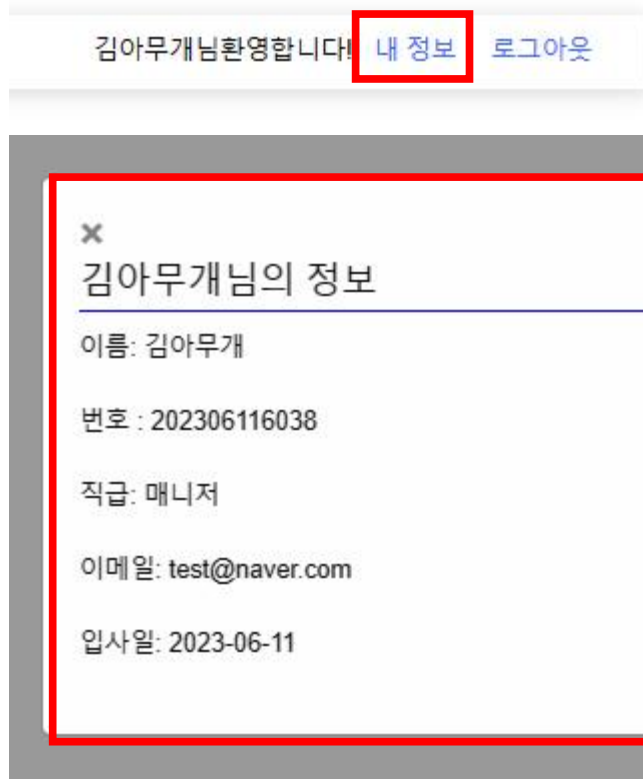 김아무개님환영합니다! 내 정보 로그아웃
×
김아무개님의 정보
이름: 김아무개
번호 : 202306116038
직급: 매니저
이메일: test@naver.com
입사일: 2023-06-11